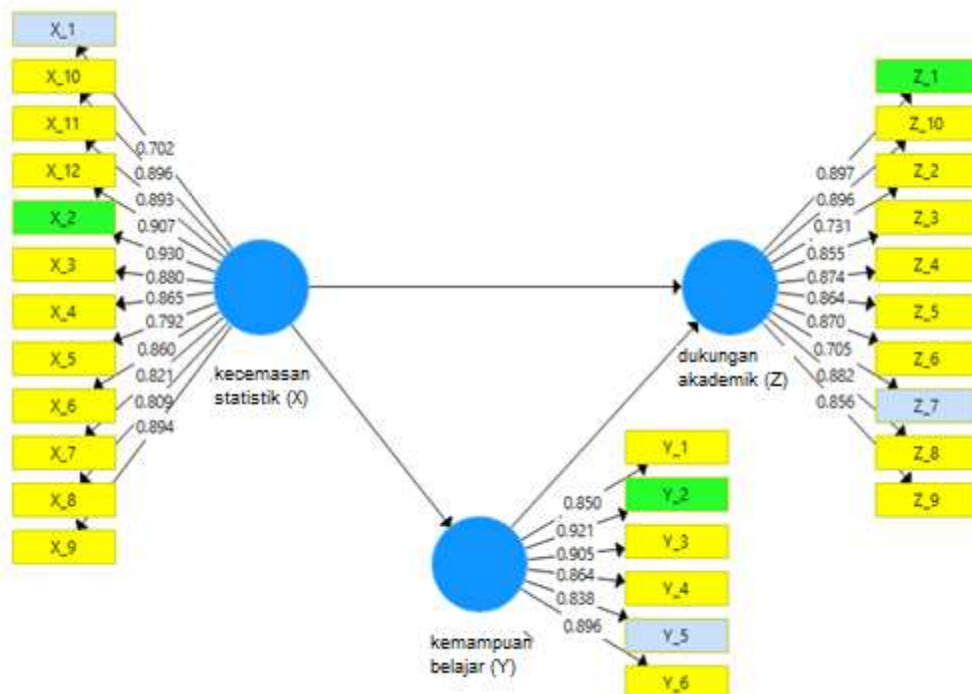 X_1
X_10
X_11
X_12
X_2
X_3
X_4
X_5
X_6
X_7
X_8
X_9
0.702
0.896
0.893
0.907
0.930
0.880
0.865
0.792
0.860
0.821
0.809
0.894
kecemasan
statistik (X)
dukungan
akademik (Z)
0.897
0.896
0.731
0.855
0.874
0.864
0.870
0.705
0.882
0.856
Z_1
Z_10
Z_2
Z_3
Z_4
Z_5
Z_6
Z_7
Z_8
Z_9
kemampuan
belajar (Y)
0.850
0.921
0.905
0.864
0.838
0.896
Y_1
Y_2
Y_3
Y_4
Y_5
Y_6